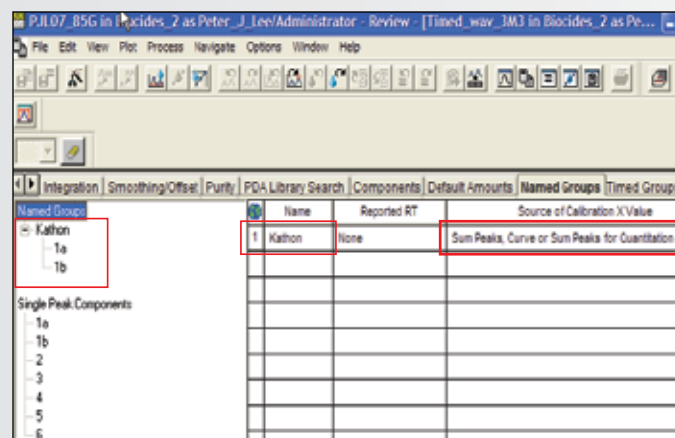 PJL07_85G in Biocides_2 as Peter_J_Lee/Administrator - Review - [Timed_wav_3M3 in Biocides_2 as Pe...
File Edit View Plot Process Navigate Options Window Help
Integration Smoothing/Offset Purity PDA Library Search Components Default Amounts Named Groups Timed Group
Named Groups
Name Reported RT Source of Calibration X Value
Kathon
1 Kathon None Sum Peaks, Curve or Sum Peaks for Quantitation
1a
1b
Single Peak Components
1a
1b
2
3
4
5
6